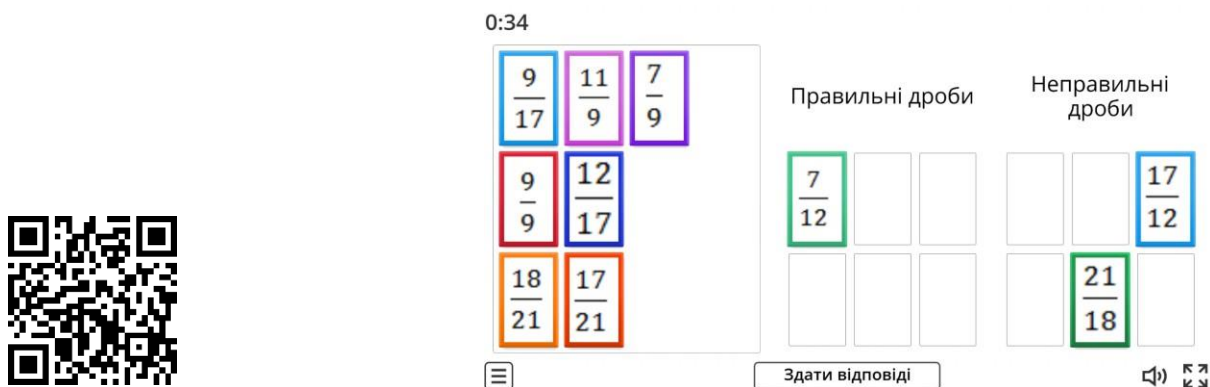 0:34
9/17 11/9 7/9
Правильні дроби
Неправильні
дроби
9/9 12/17
7/12
17/12
18/21 17/21
21/18
Здати відповіді